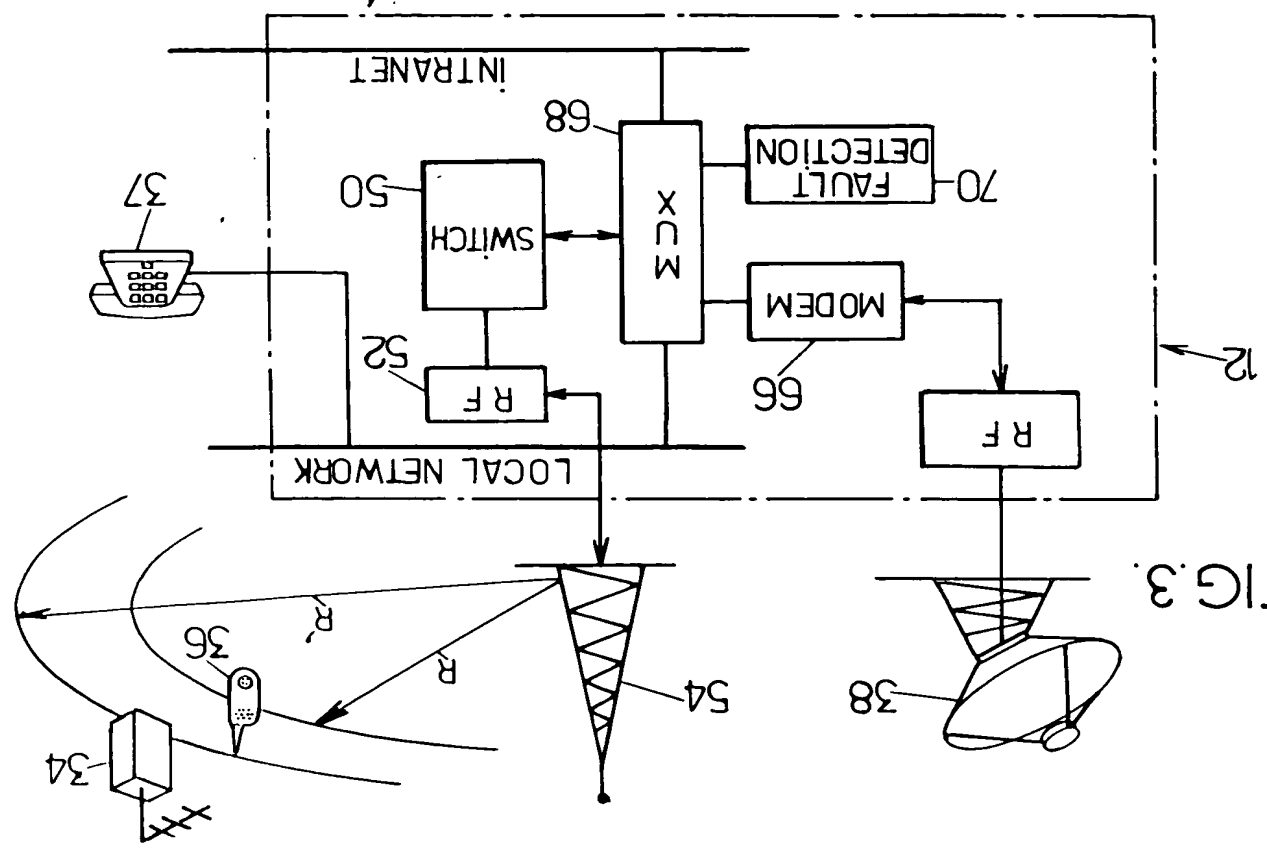 34
38
54
R
36
R'
FIG.3.
LOCAL NETWORK
RF
12
RF
52
66
MODEM
MUX
SWiTCH
37
70
FAULT
DETECTION
50
68
iNTRANET